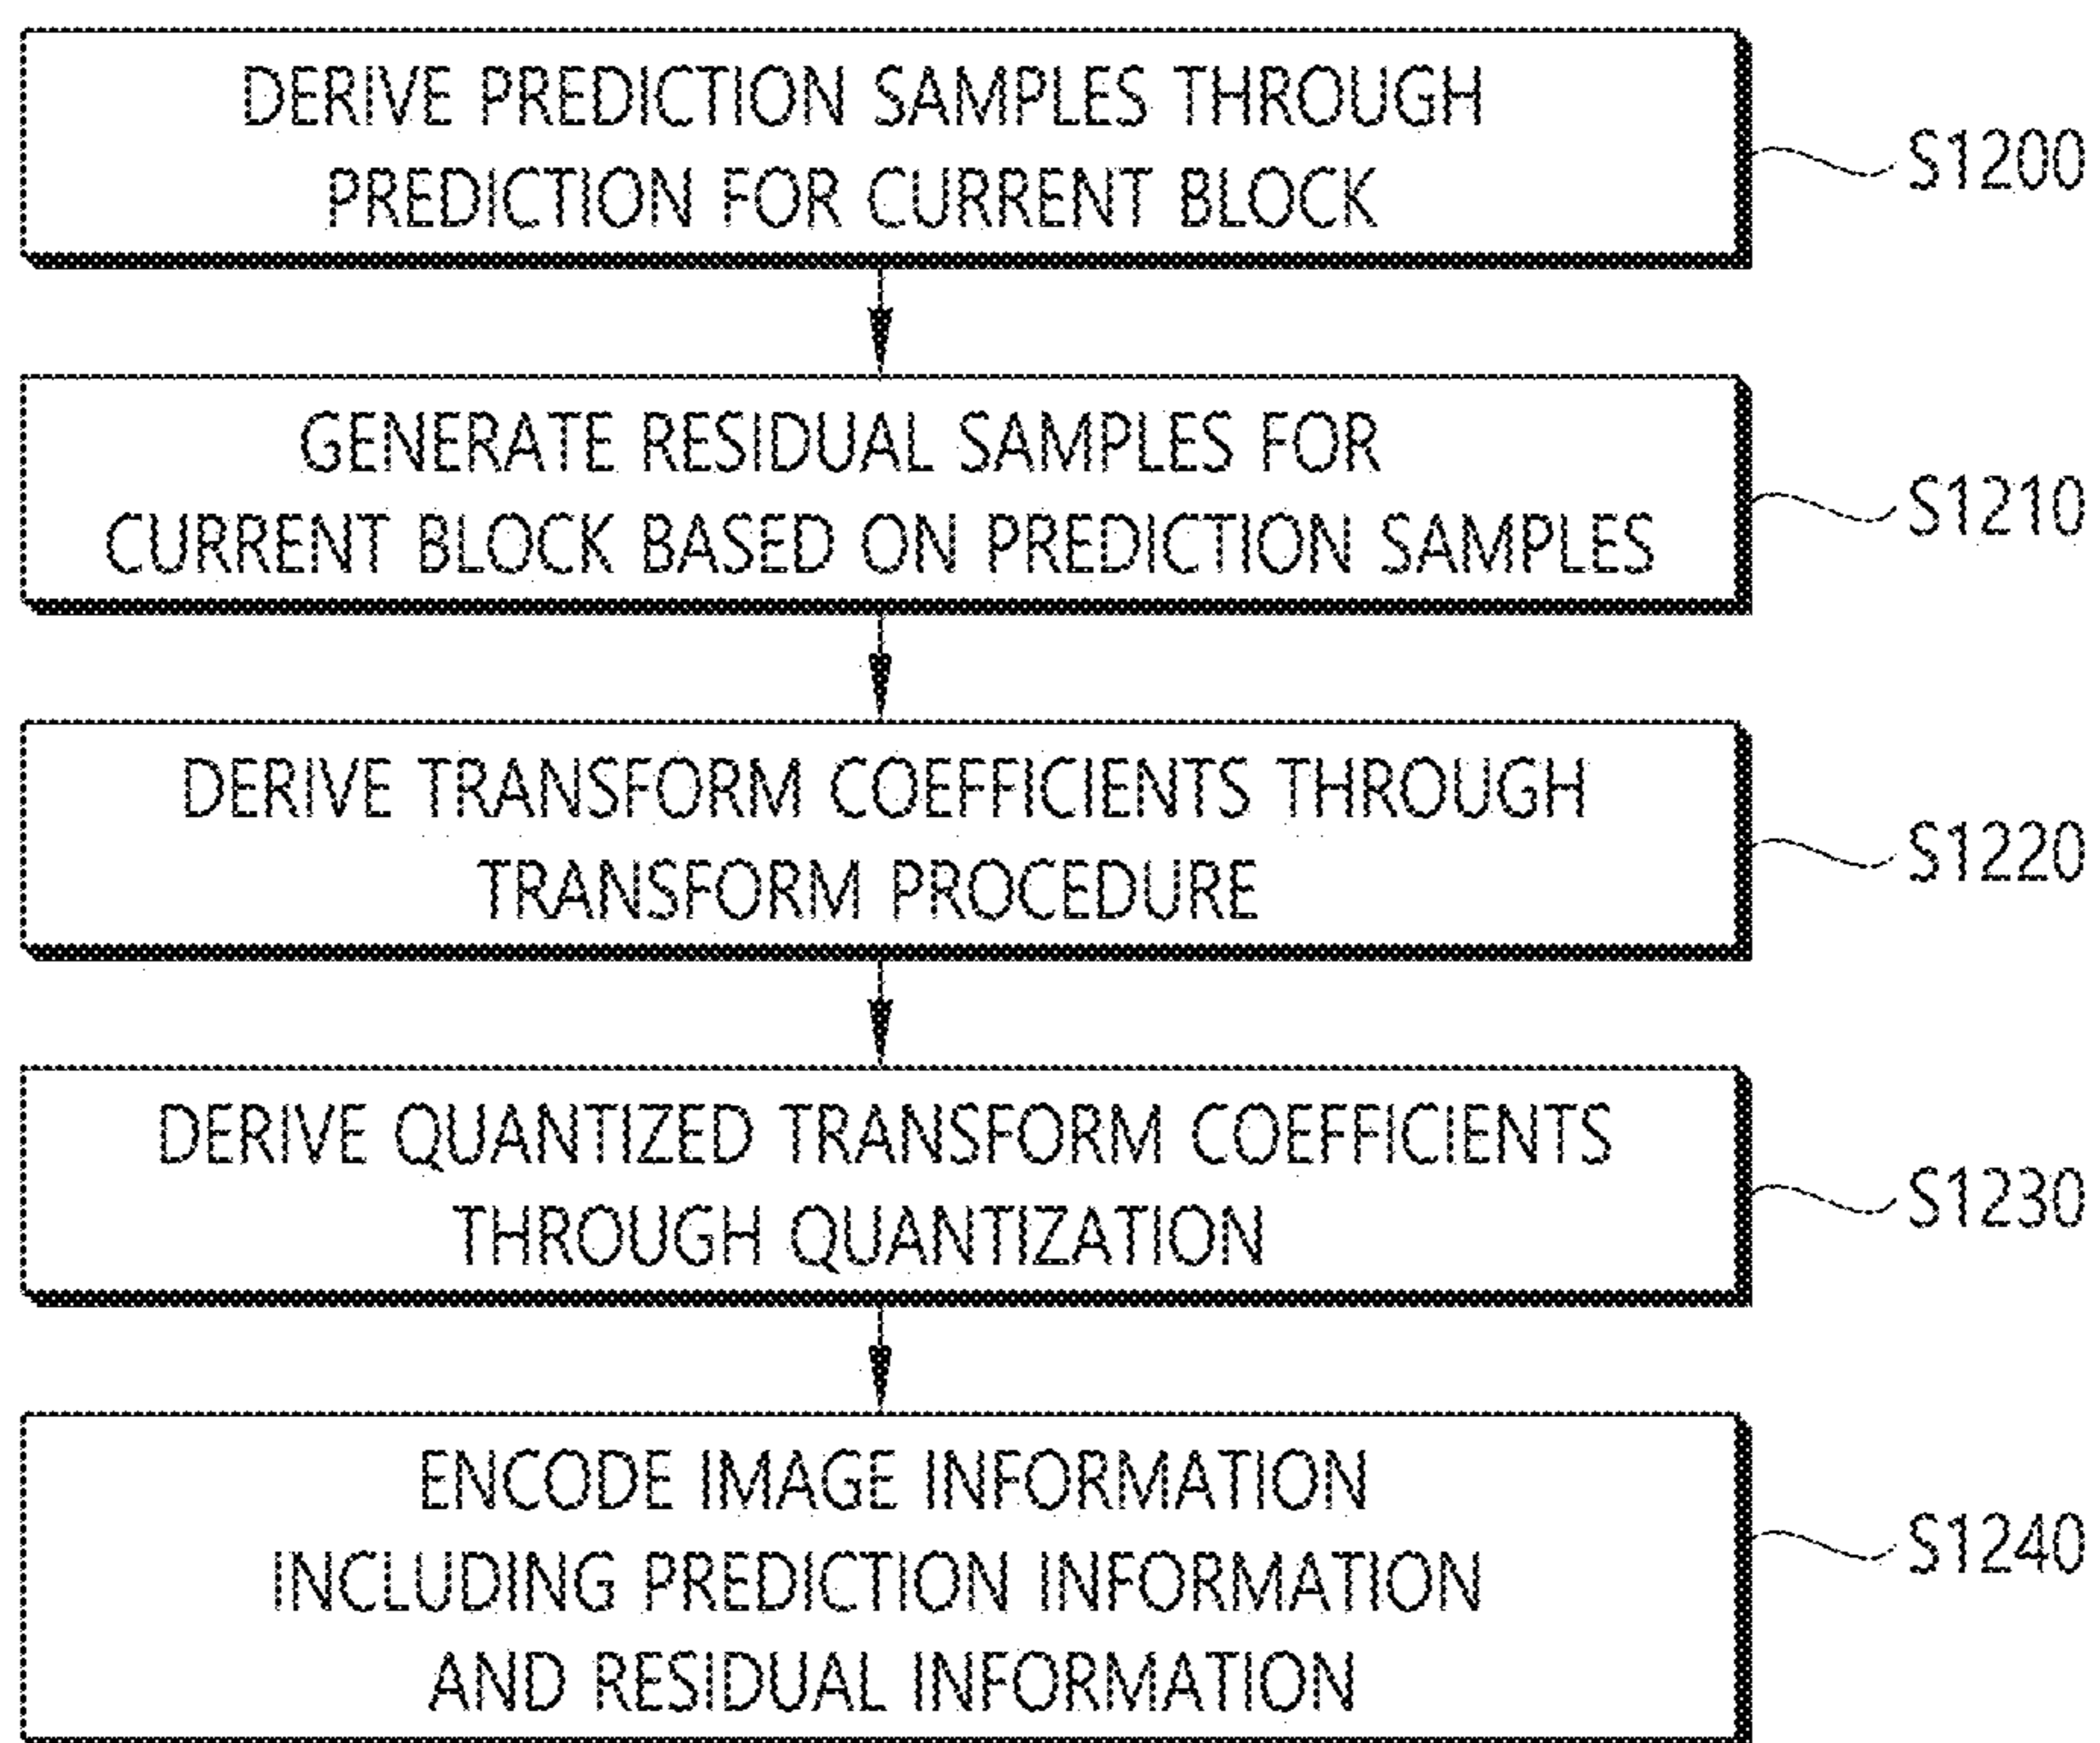 DERIVE PREDICTION SAMPLES THROUGH
PREDICTION FOR CURRENT BLOCK
S1200
GENERATE RESIDUAL SAMPLES FOR
CURRENT BLOCK BASED ON PREDICTION SAMPLES
S1210
DERIVE TRANSFORM COEFFICIENTS THROUGH
TRANSFORM PROCEDURE
S1220
DERIVE QUANTIZED TRANSFORM COEFFICIENTS
THROUGH QUANTIZATION
S1230
ENCODE IMAGE INFORMATION
INCLUDING PREDICTION INFORMATION
AND RESIDUAL INFORMATION
S1240